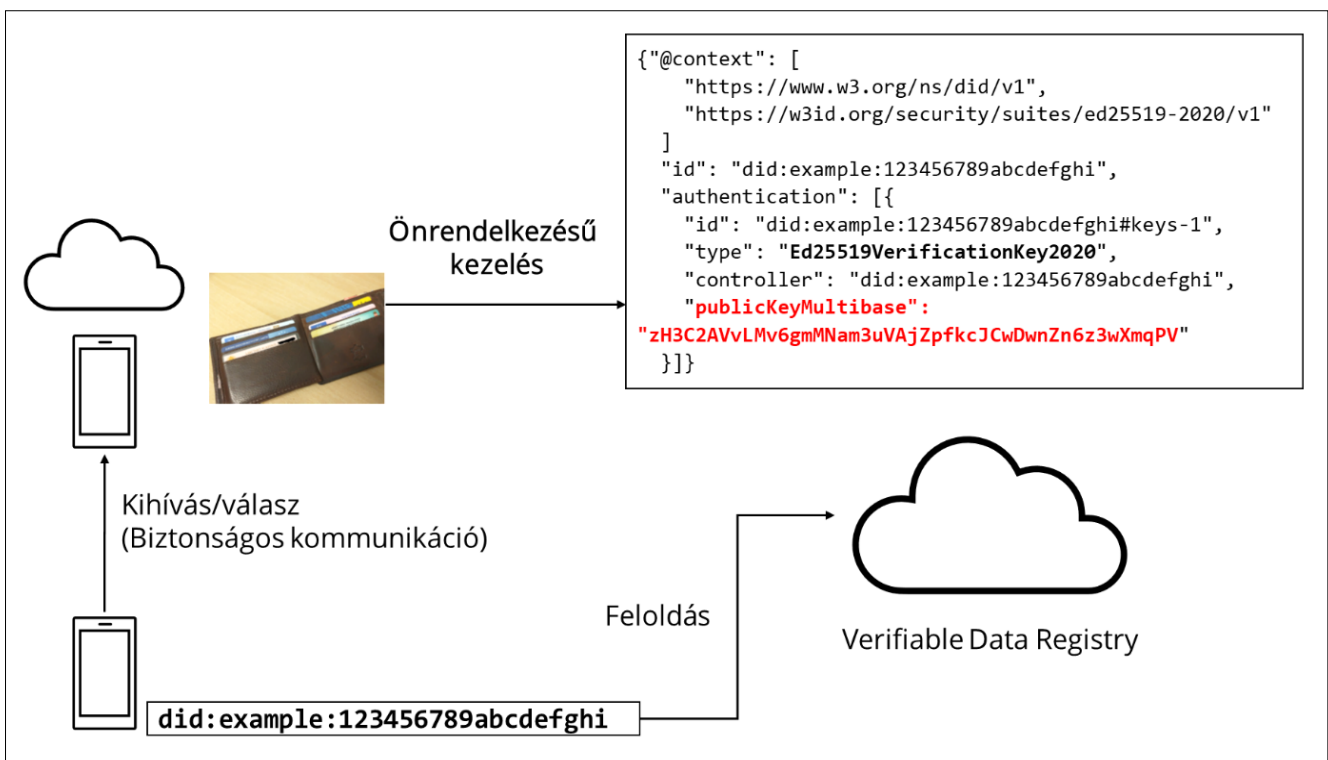 {"@context": [
"https://www.w3.org/ns/did/v1",
"https://w3id.org/security/suites/ed25519-2020/v1"
]
"id": "did:example:123456789abcdefghi",
"authentication": [{
"id": "did:example:123456789abcdefghi#keys-1",
"type": "Ed25519VerificationKey2020",
"controller": "did:example:123456789abcdefghi",
"publicKeyMultibase":
"zH3C2AVvLMv6gmMNam3uVAjZpfkcJCwDwnZn6z3wXmqPV"
}]}
Önrendelkezésű
kezelés
Kihívás/válasz
(Biztonságos kommunikáció)
Feloldás
Verifiable Data Registry
did:example:123456789abcdefghi